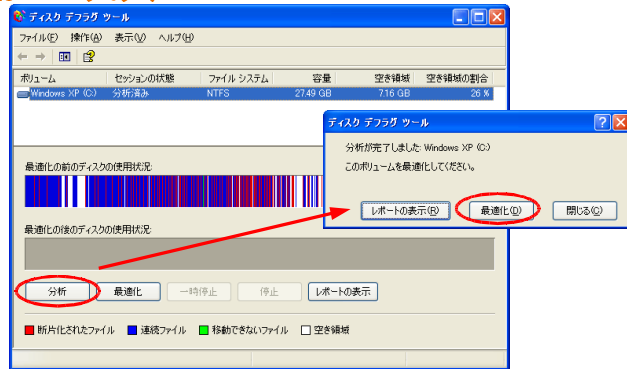 ディスク デフラグ ツール
ファイル(F) 操作(A) 表示(V) ヘルプ(H)
ボリューム セッションの状態 ファイル システム 容量 空き領域 空き領域の割合
Windows XP (C:) 分析済み NTFS 27.49 GB 7.16 GB 26 %
ディスク デフラグ ツール
分析が完了しました: Windows XP (C:)
このボリュームを最適化してください。
レポートの表示(R) 最適化(D) 閉じる(C)
最適化の前のディスクの使用状況:
最適化の後のディスクの使用状況:
分析 最適化 一時停止 停止 レポートの表示
断片化されたファイル 連続ファイル 移動できないファイル 空き領域